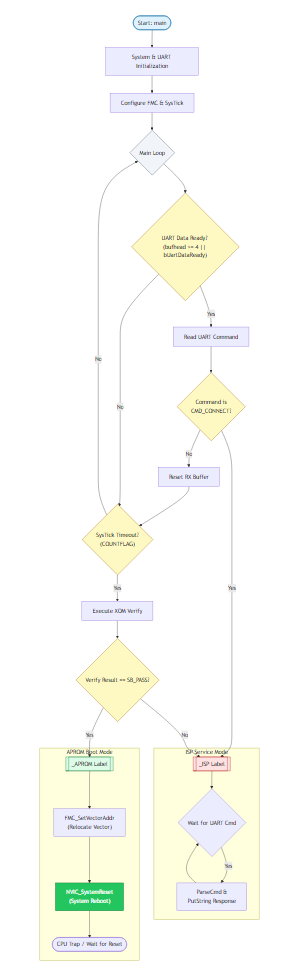 Start: main
System & UART
Initialization
Configure FMC & SysTick
Main Loop
UART Data Ready?
(bufhead >= 4 ||
bUartDataReady)
Yes
Read UART Command
No
No
Command is
CMD_CONNECT?
No
Reset RX Buffer
SysTick Timeout?
(COUNTFLAG)
Yes
Yes
Execute XOM Verify
Verify Result == SB_PASS?
Yes
No
APROM Boot Mode
ISP Service Mode
_APROM Label
_ISP Label
FMC_SetVectorAddr
(Relocate Vector)
Wait for UART Cmd
Yes
NVIC_SystemReset
(System Reboot)
ParseCmd &
PutString Response
CPU Trap / Wait for Reset